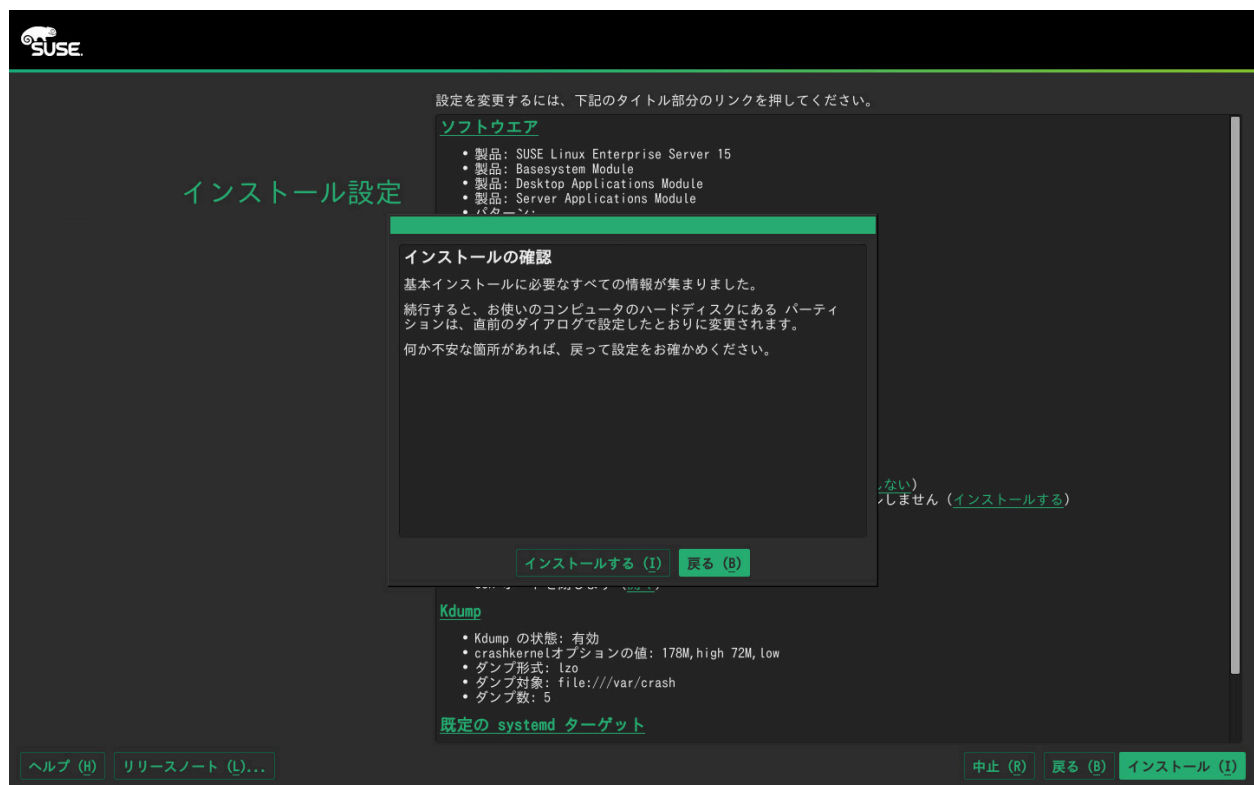 SUSE.
設定を変更するには、下記のタイトル部分のリンクを押してください。
ソフトウエア
• 製品: SUSE Linux Enterprise Server 15
• 製品: Basesystem Module
• 製品: Desktop Applications Module
• 製品: Server Applications Module
• パターン:
インストール設定
インストールの確認
基本インストールに必要なすべての情報が集まりました。
続行すると、お使いのコンピュータのハードディスクにある パーティ
ションは、直前のダイアログで設定したとおりに変更されます。
何か不安な箇所があれば、戻って設定をお確かめください。
しない)
しません (インストールする)
インストールする (I) 戻る (B)
Kdump
• Kdump の状態: 有効
• crashkernelオプションの値: 178M,high 72M,low
• ダンプ形式: lzo
• ダンプ対象: file:///var/crash
• ダンプ数: 5
既定の systemd ターゲット
ヘルプ (H) リリースノート (L)... 中止 (R) 戻る (B) インストール (I)